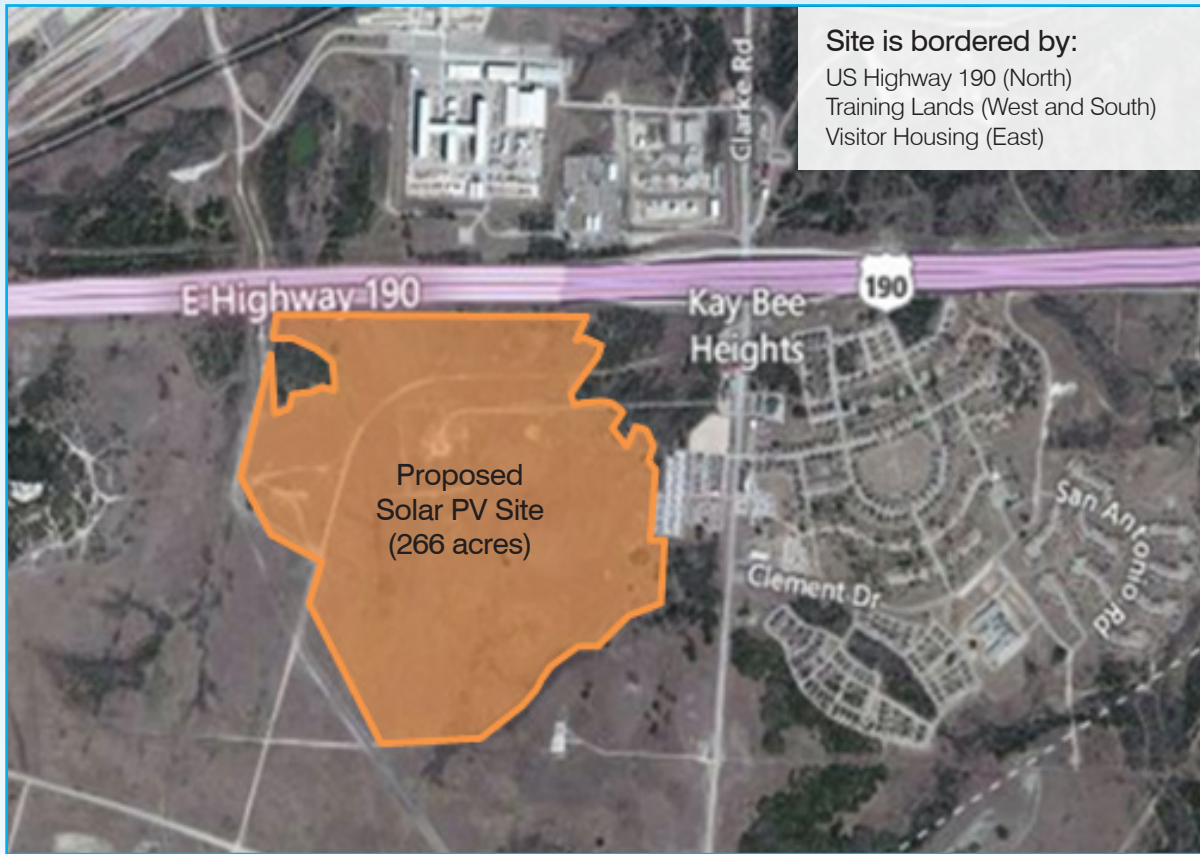 Site is bordered by:
US Highway 190 (North)
Training Lands (West and South)
Visitor Housing (East)
Clarke Rd
E Highway 190
190
Kay Bee
Heights
Proposed
Solar PV Site
(266 acres)
San Antonio Rd
Clement Dr